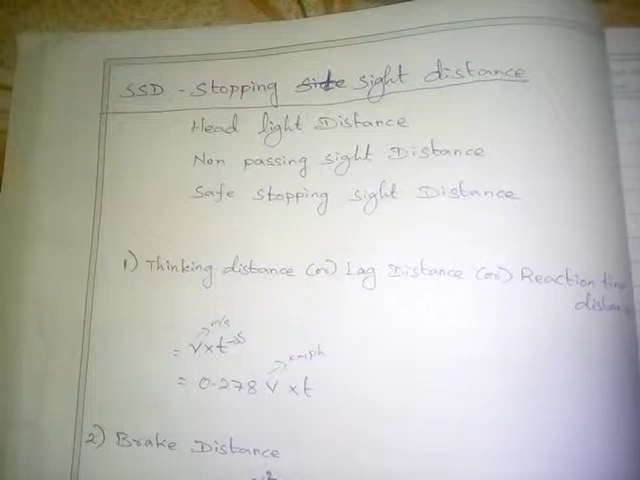 SSD - Stopping side sight distance
Head light Distance
Non passing sight Distance
Safe stopping sight Distance
1) Thinking distance (or) Lag Distance (or) Reaction time
distance
m/s
= v x t → s
kmph
= 0.278 V x t
2) Brake Distance
2